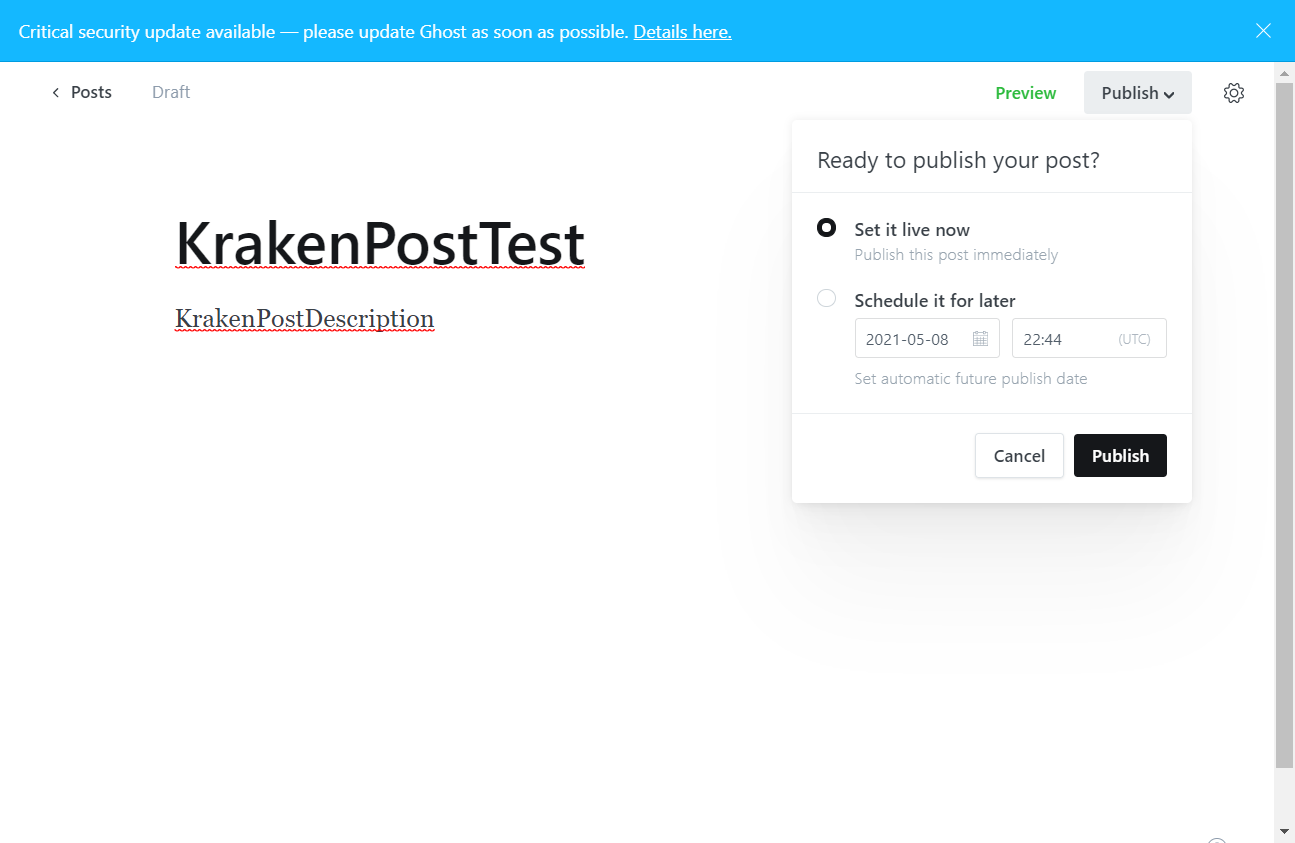 Critical security update available — please update Ghost as soon as possible. Details here.
Posts Draft Preview Publish
Ready to publish your post?
KrakenPostTest
Set it live now
Publish this post immediately
Schedule it for later
KrakenPostDescription
2021-05-08 22:44 (UTC)
Set automatic future publish date
Cancel Publish